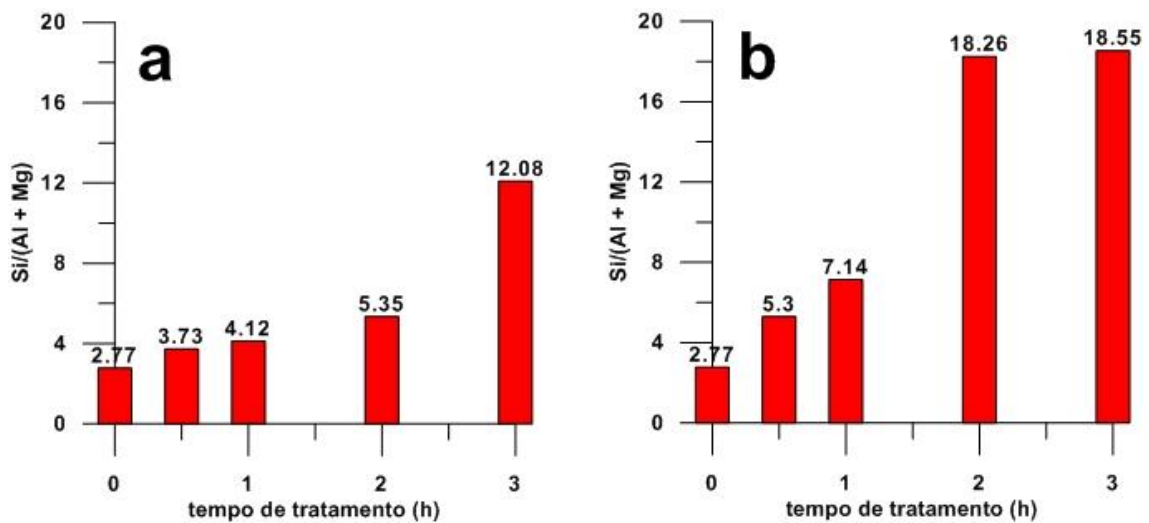 a
20
16
12
8
4
0
Si/(Al + Mg)
2.77
3.73
4.12
5.35
12.08
0 1 2 3
tempo de tratamento (h)
b
20
16
12
8
4
0
Si/(Al + Mg)
2.77
5.3
7.14
18.26
18.55
0 1 2 3
tempo de tratamento (h)